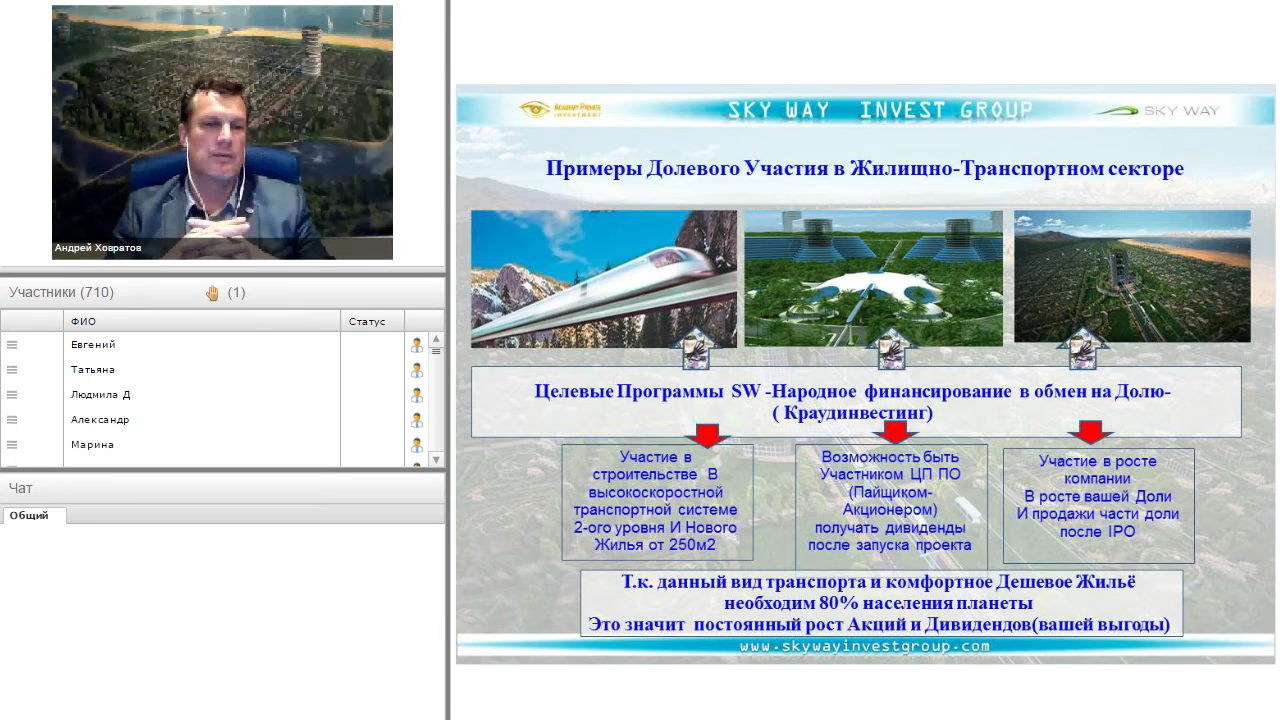 Андрей Ховратов
Участники (710)
(1)
ФИО
Статус
Евгений
Татьяна
Людмила Д
Александр
Марина
Чат
Общий
ACADEMY PRIVATE
INVESTMENT
SKY WAY INVEST GROUP
SKY WAY
Примеры Долевого Участия в Жилищно-Транспортном секторе
Целевые Программы SW -Народное финансирование в обмен на Долю-
( Краудинвестинг)
Участие в
строительстве В
высокоскоростной
транспортной системе
2-ого уровня И Нового
Жилья от 250м2
Возможность быть
Участником ЦП ПО
(Пайщиком-
Акционером)
получать дивиденды
после запуска проекта
Участие в росте
компании
В росте вашей Доли
И продажи части доли
после IPO
Т.к. данный вид транспорта и комфортное Дешевое Жильё
необходим 80% населения планеты
Это значит постоянный рост Акций и Дивидендов(вашей выгоды)
www.skywayinvestgroup.com